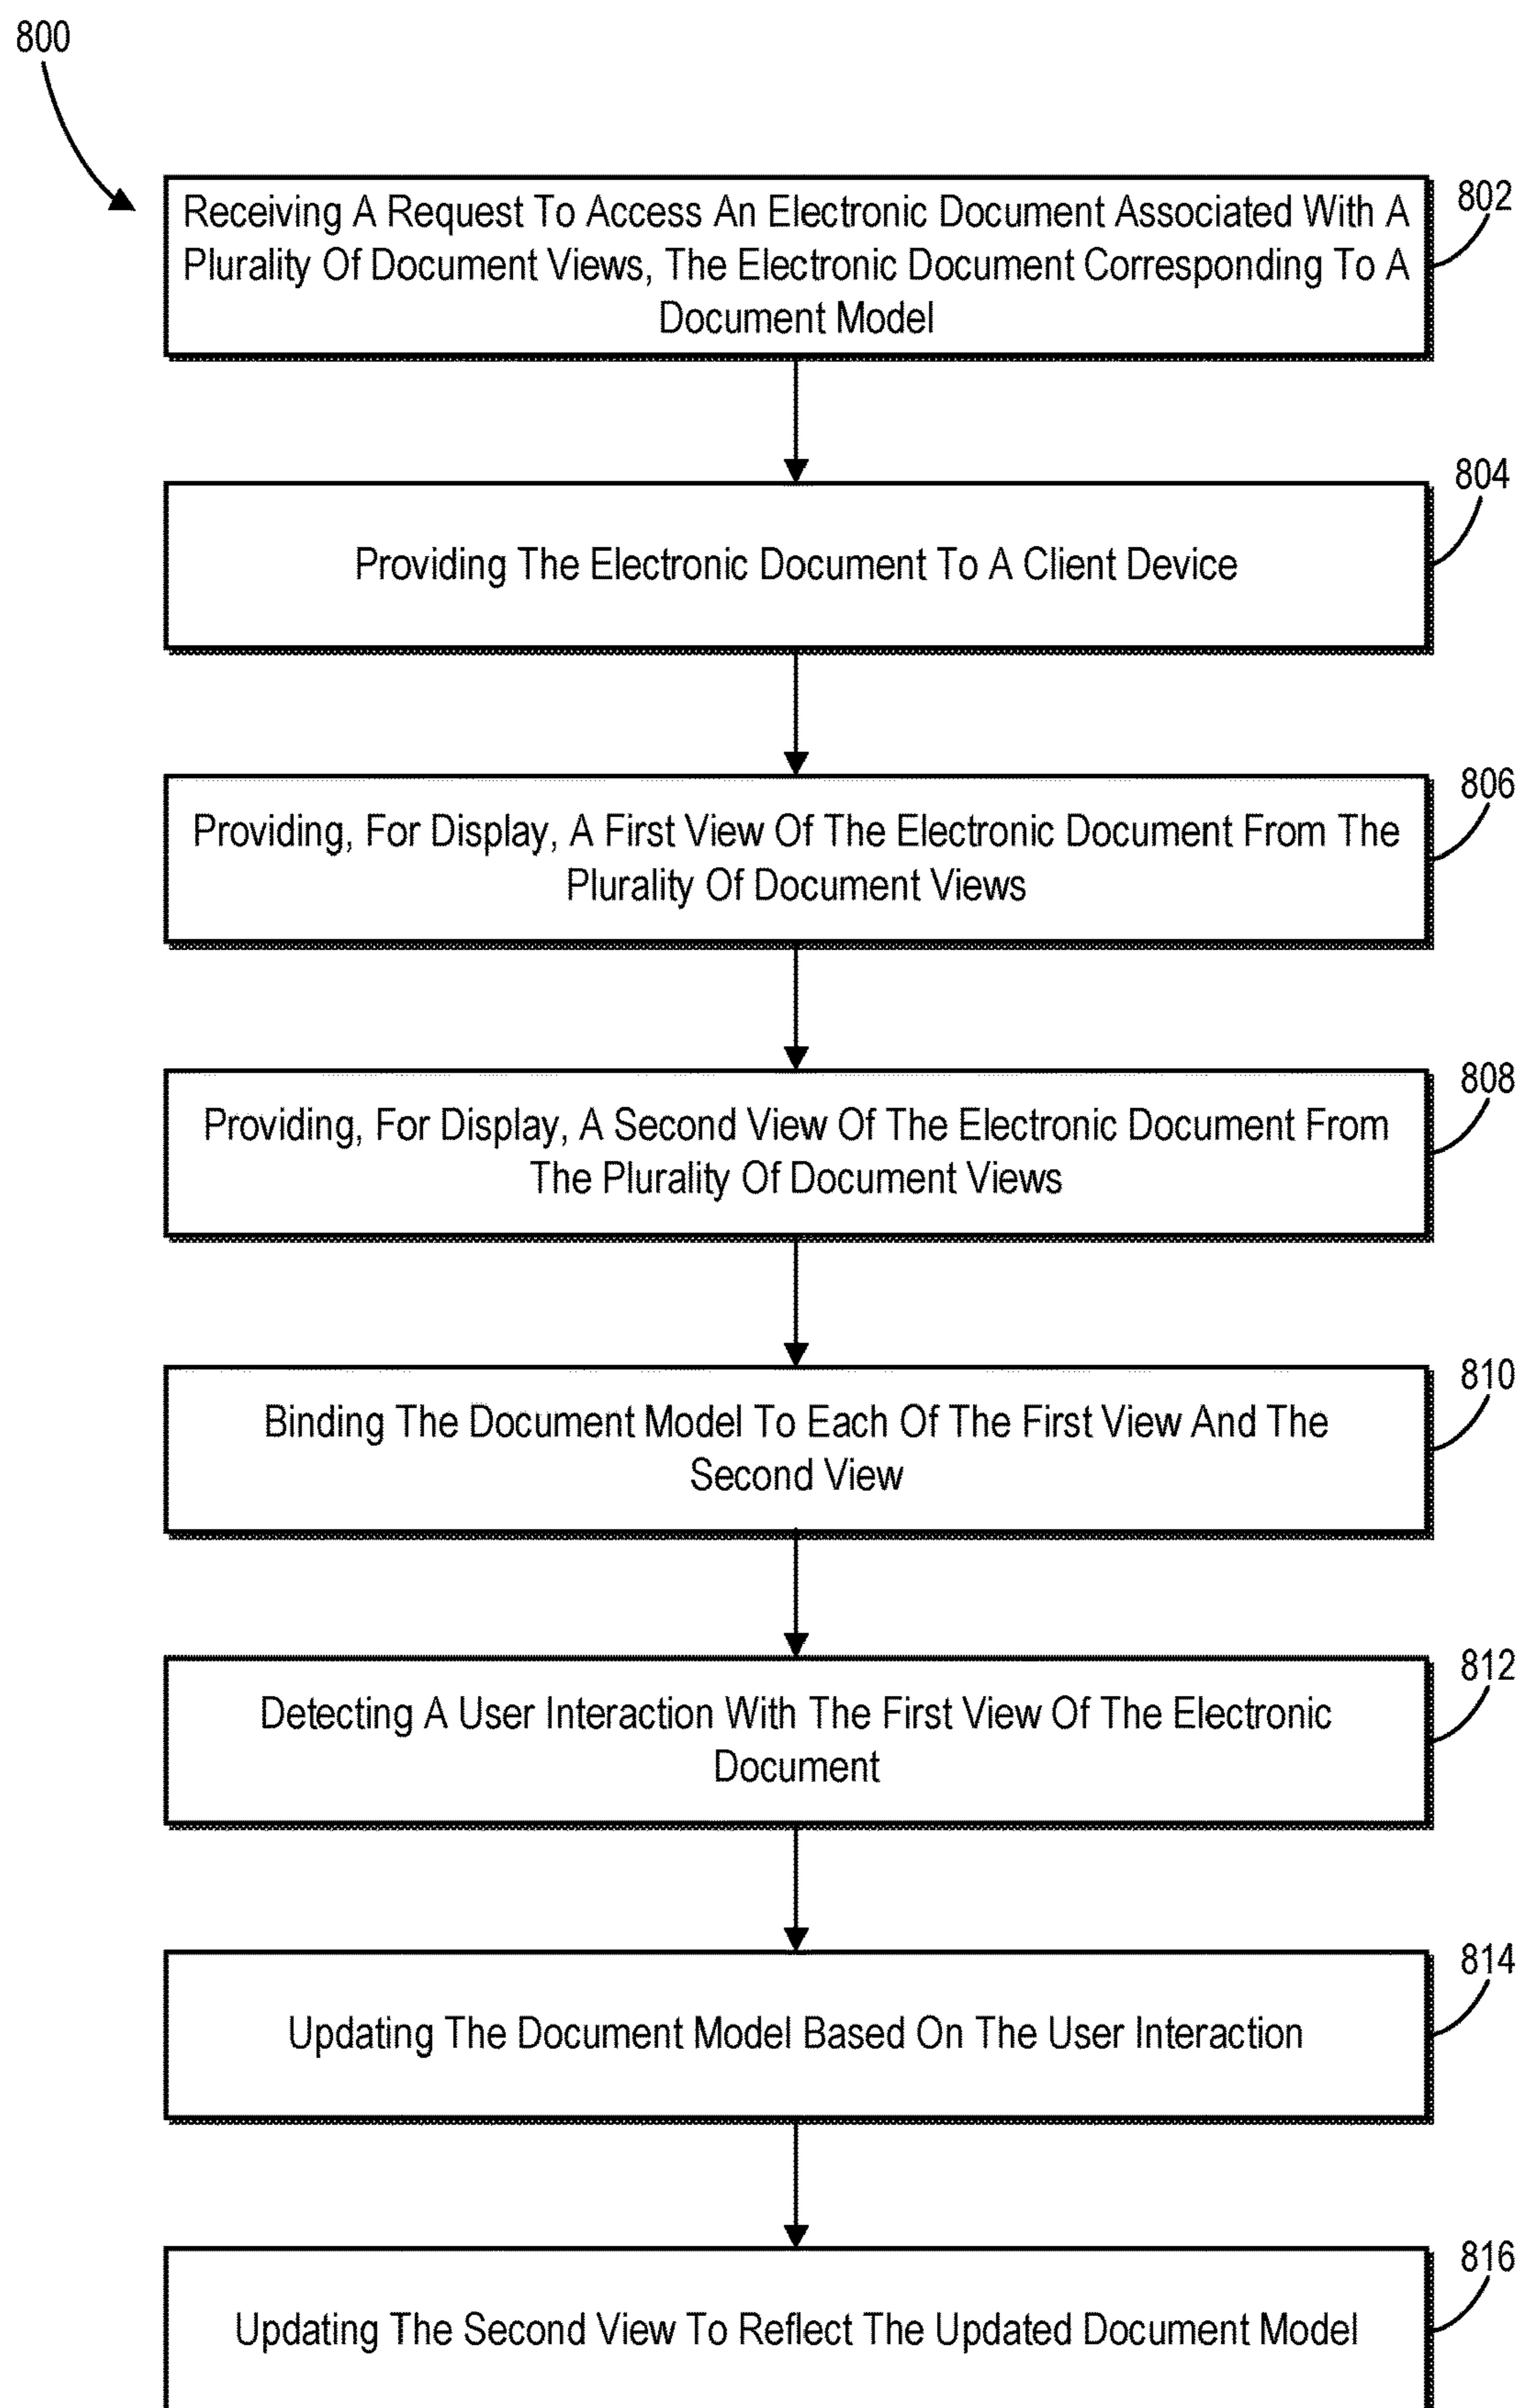 800
Receiving A Request To Access An Electronic Document Associated With A
Plurality Of Document Views, The Electronic Document Corresponding To A
Document Model
802
Providing The Electronic Document To A Client Device
804
Providing, For Display, A First View Of The Electronic Document From The
Plurality Of Document Views
806
Providing, For Display, A Second View Of The Electronic Document From
The Plurality Of Document Views
808
Binding The Document Model To Each Of The First View And The
Second View
810
Detecting A User Interaction With The First View Of The Electronic
Document
812
Updating The Document Model Based On The User Interaction
814
Updating The Second View To Reflect The Updated Document Model
816